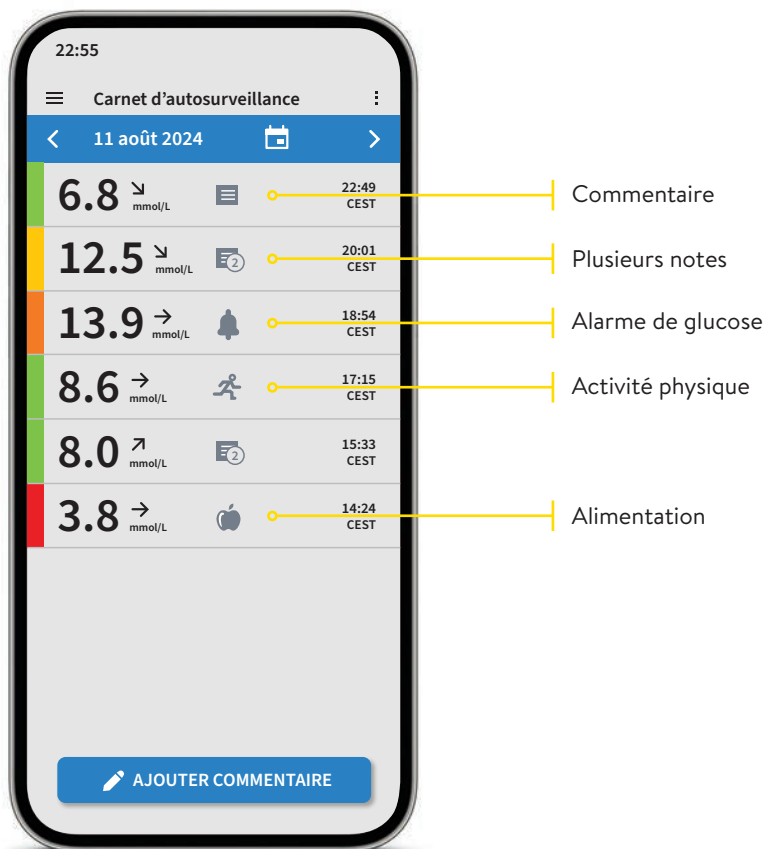 22:55
Carnet d'autosurveillance
11 août 2024
6.8 mmol/L 22:49 CEST
Commentaire
12.5 mmol/L 2 20:01 CEST
Plusieurs notes
13.9 mmol/L 18:54 CEST
Alarme de glucose
8.6 mmol/L 17:15 CEST
Activité physique
8.0 mmol/L 2 15:33 CEST
3.8 mmol/L 14:24 CEST
Alimentation
AJOUTER COMMENTAIRE